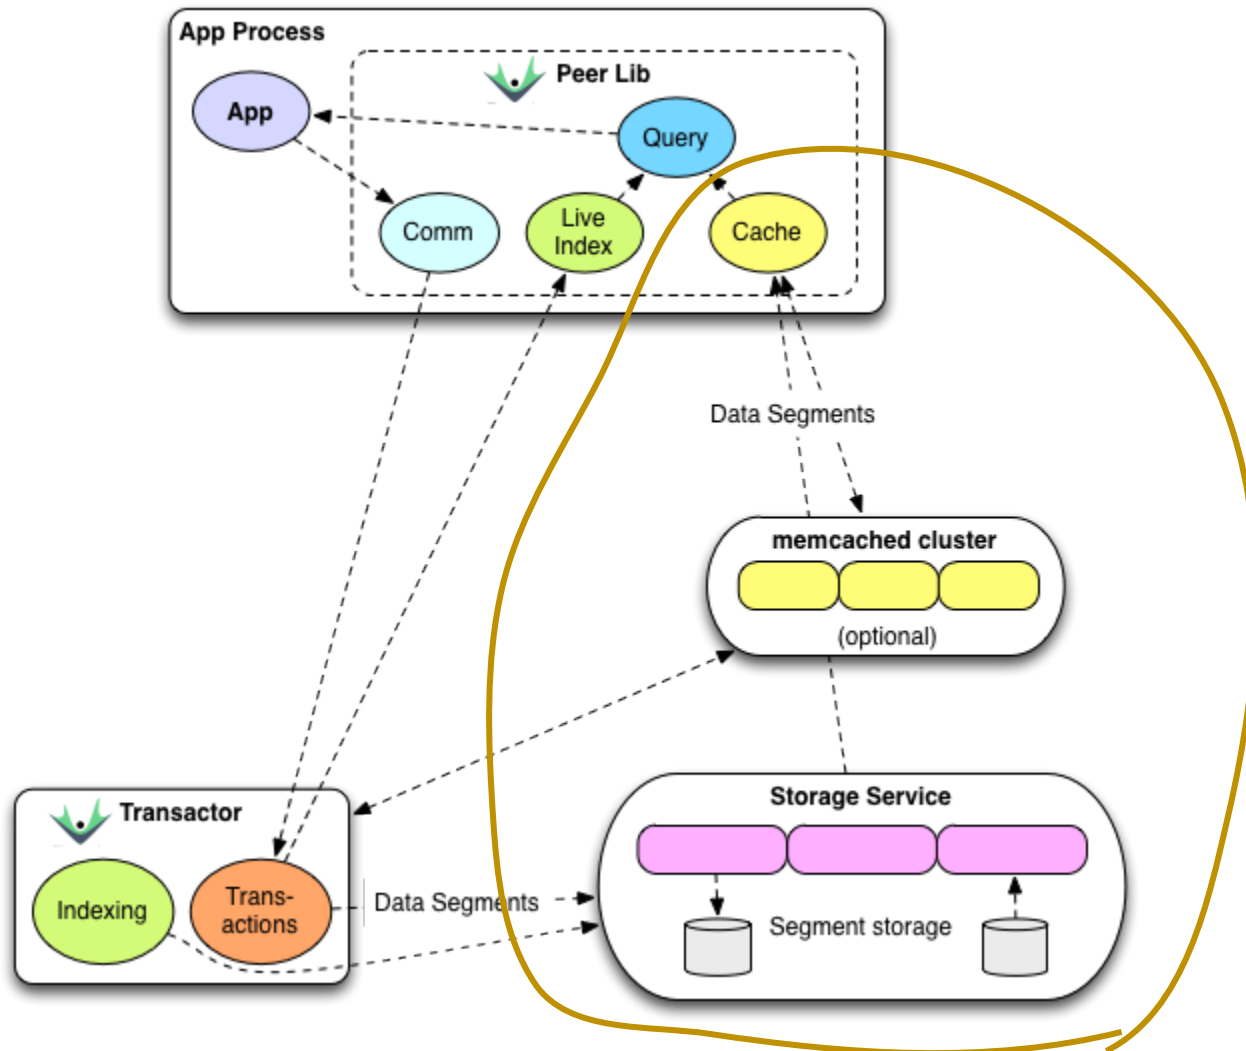 App Process
Peer Lib
App
Query
Comm
Live
Index
Cache
Data Segments
memcached cluster
(optional)
Transactor
Storage Service
Indexing
Trans-
actions
Data Segments
Segment storage